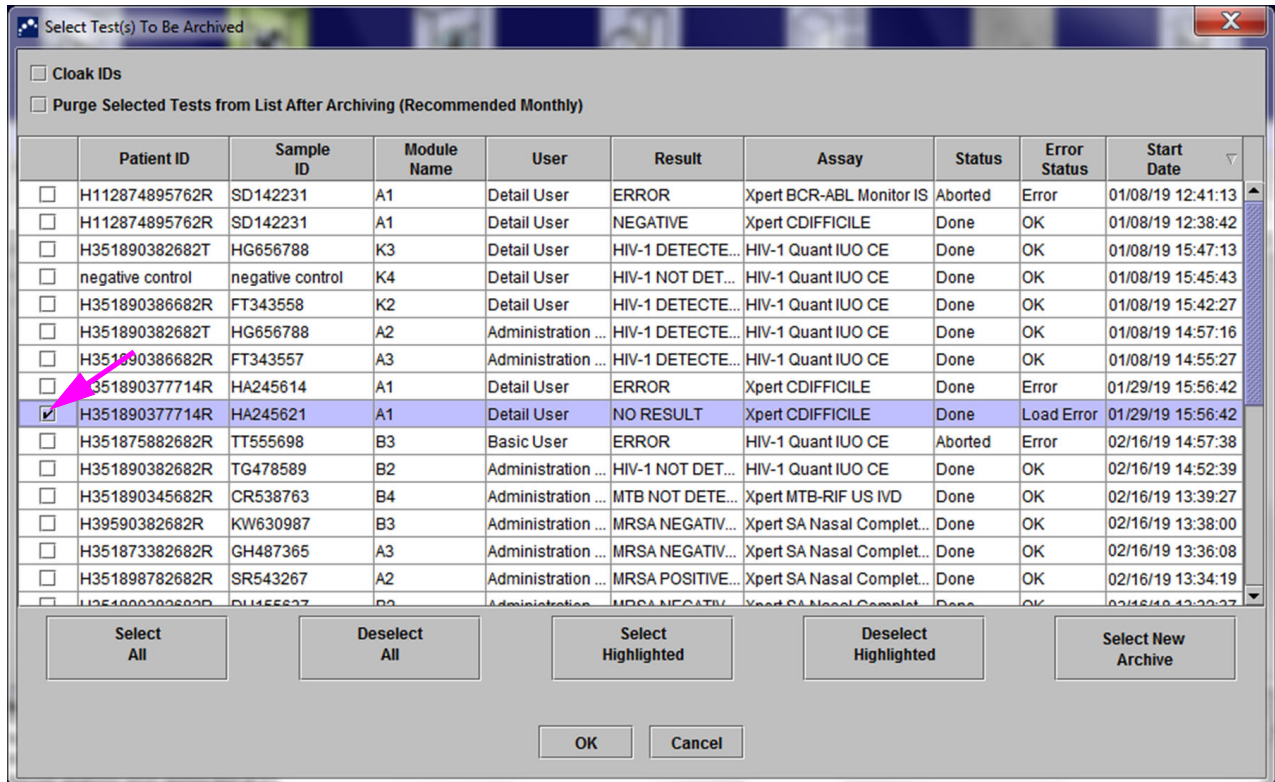 Select Test(s) To Be Archived
Cloak IDs
Purge Selected Tests from List After Archiving (Recommended Monthly)
Patient ID Sample ID Module Name User Result Assay Status Error Status Start Date
H112874895762R SD142231 A1 Detail User ERROR Xpert BCR-ABL Monitor IS Aborted Error 01/08/19 12:41:13
H112874895762R SD142231 A1 Detail User NEGATIVE Xpert CDIFFICILE Done OK 01/08/19 12:38:42
H351890382682T HG656788 K3 Detail User HIV-1 DETECTE... HIV-1 Quant IUO CE Done OK 01/08/19 15:47:13
negative control negative control K4 Detail User HIV-1 NOT DET... HIV-1 Quant IUO CE Done OK 01/08/19 15:45:43
H351890386682R FT343558 K2 Detail User HIV-1 DETECTE... HIV-1 Quant IUO CE Done OK 01/08/19 15:42:27
H351890382682T HG656788 A2 Administration ... HIV-1 DETECTE... HIV-1 Quant IUO CE Done OK 01/08/19 14:57:16
H351890386682R FT343557 A3 Administration ... HIV-1 DETECTE... HIV-1 Quant IUO CE Done OK 01/08/19 14:55:27
H351890377714R HA245614 A1 Detail User ERROR Xpert CDIFFICILE Done Error 01/29/19 15:56:42
H351890377714R HA245621 A1 Detail User NO RESULT Xpert CDIFFICILE Done Load Error 01/29/19 15:56:42
H351875882682R TT555698 B3 Basic User ERROR HIV-1 Quant IUO CE Aborted Error 02/16/19 14:57:38
H351890382682R TG478589 B2 Administration ... HIV-1 NOT DET... HIV-1 Quant IUO CE Done OK 02/16/19 14:52:39
H351890345682R CR538763 B4 Administration ... MTB NOT DETE... Xpert MTB-RIF US IVD Done OK 02/16/19 13:39:27
H39590382682R KW630987 B3 Administration ... MRSA NEGATIV... Xpert SA Nasal Complet... Done OK 02/16/19 13:38:00
H351873382682R GH487365 A3 Administration ... MRSA NEGATIV... Xpert SA Nasal Complet... Done OK 02/16/19 13:36:08
H351898782682R SR543267 A2 Administration ... MRSA POSITIVE... Xpert SA Nasal Complet... Done OK 02/16/19 13:34:19
Administration ... MRSA NEGATIV... Xpert SA Nasal Complet... Done OK
Select All
Deselect All
Select Highlighted
Deselect Highlighted
Select New Archive
OK
Cancel